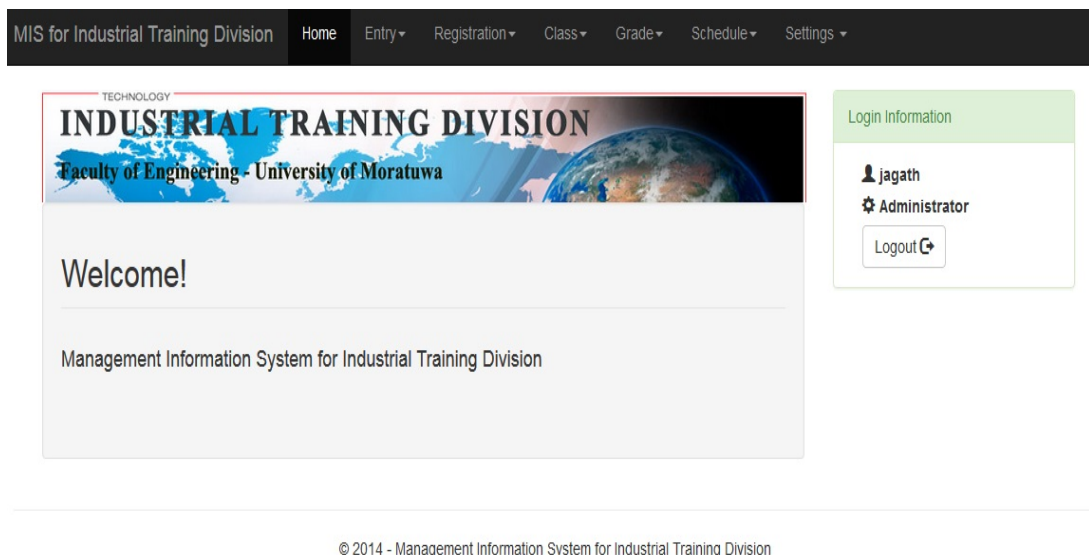 MIS for Industrial Training Division Home Entry Registration Class Grade Schedule Settings
TECHNOLOGY
INDUSTRIAL TRAINING DIVISION
Faculty of Engineering - University of Moratuwa
Welcome!
Management Information System for Industrial Training Division
Login Information
jagath
Administrator
Logout
© 2014 - Management Information System for Industrial Training Division